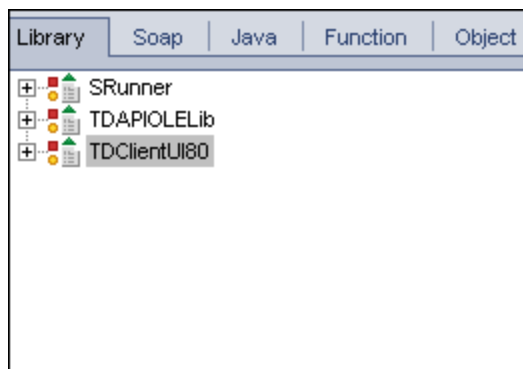 Library Soap Java Function Object
SRunner
TDAPIOLELib
TDClientUI80